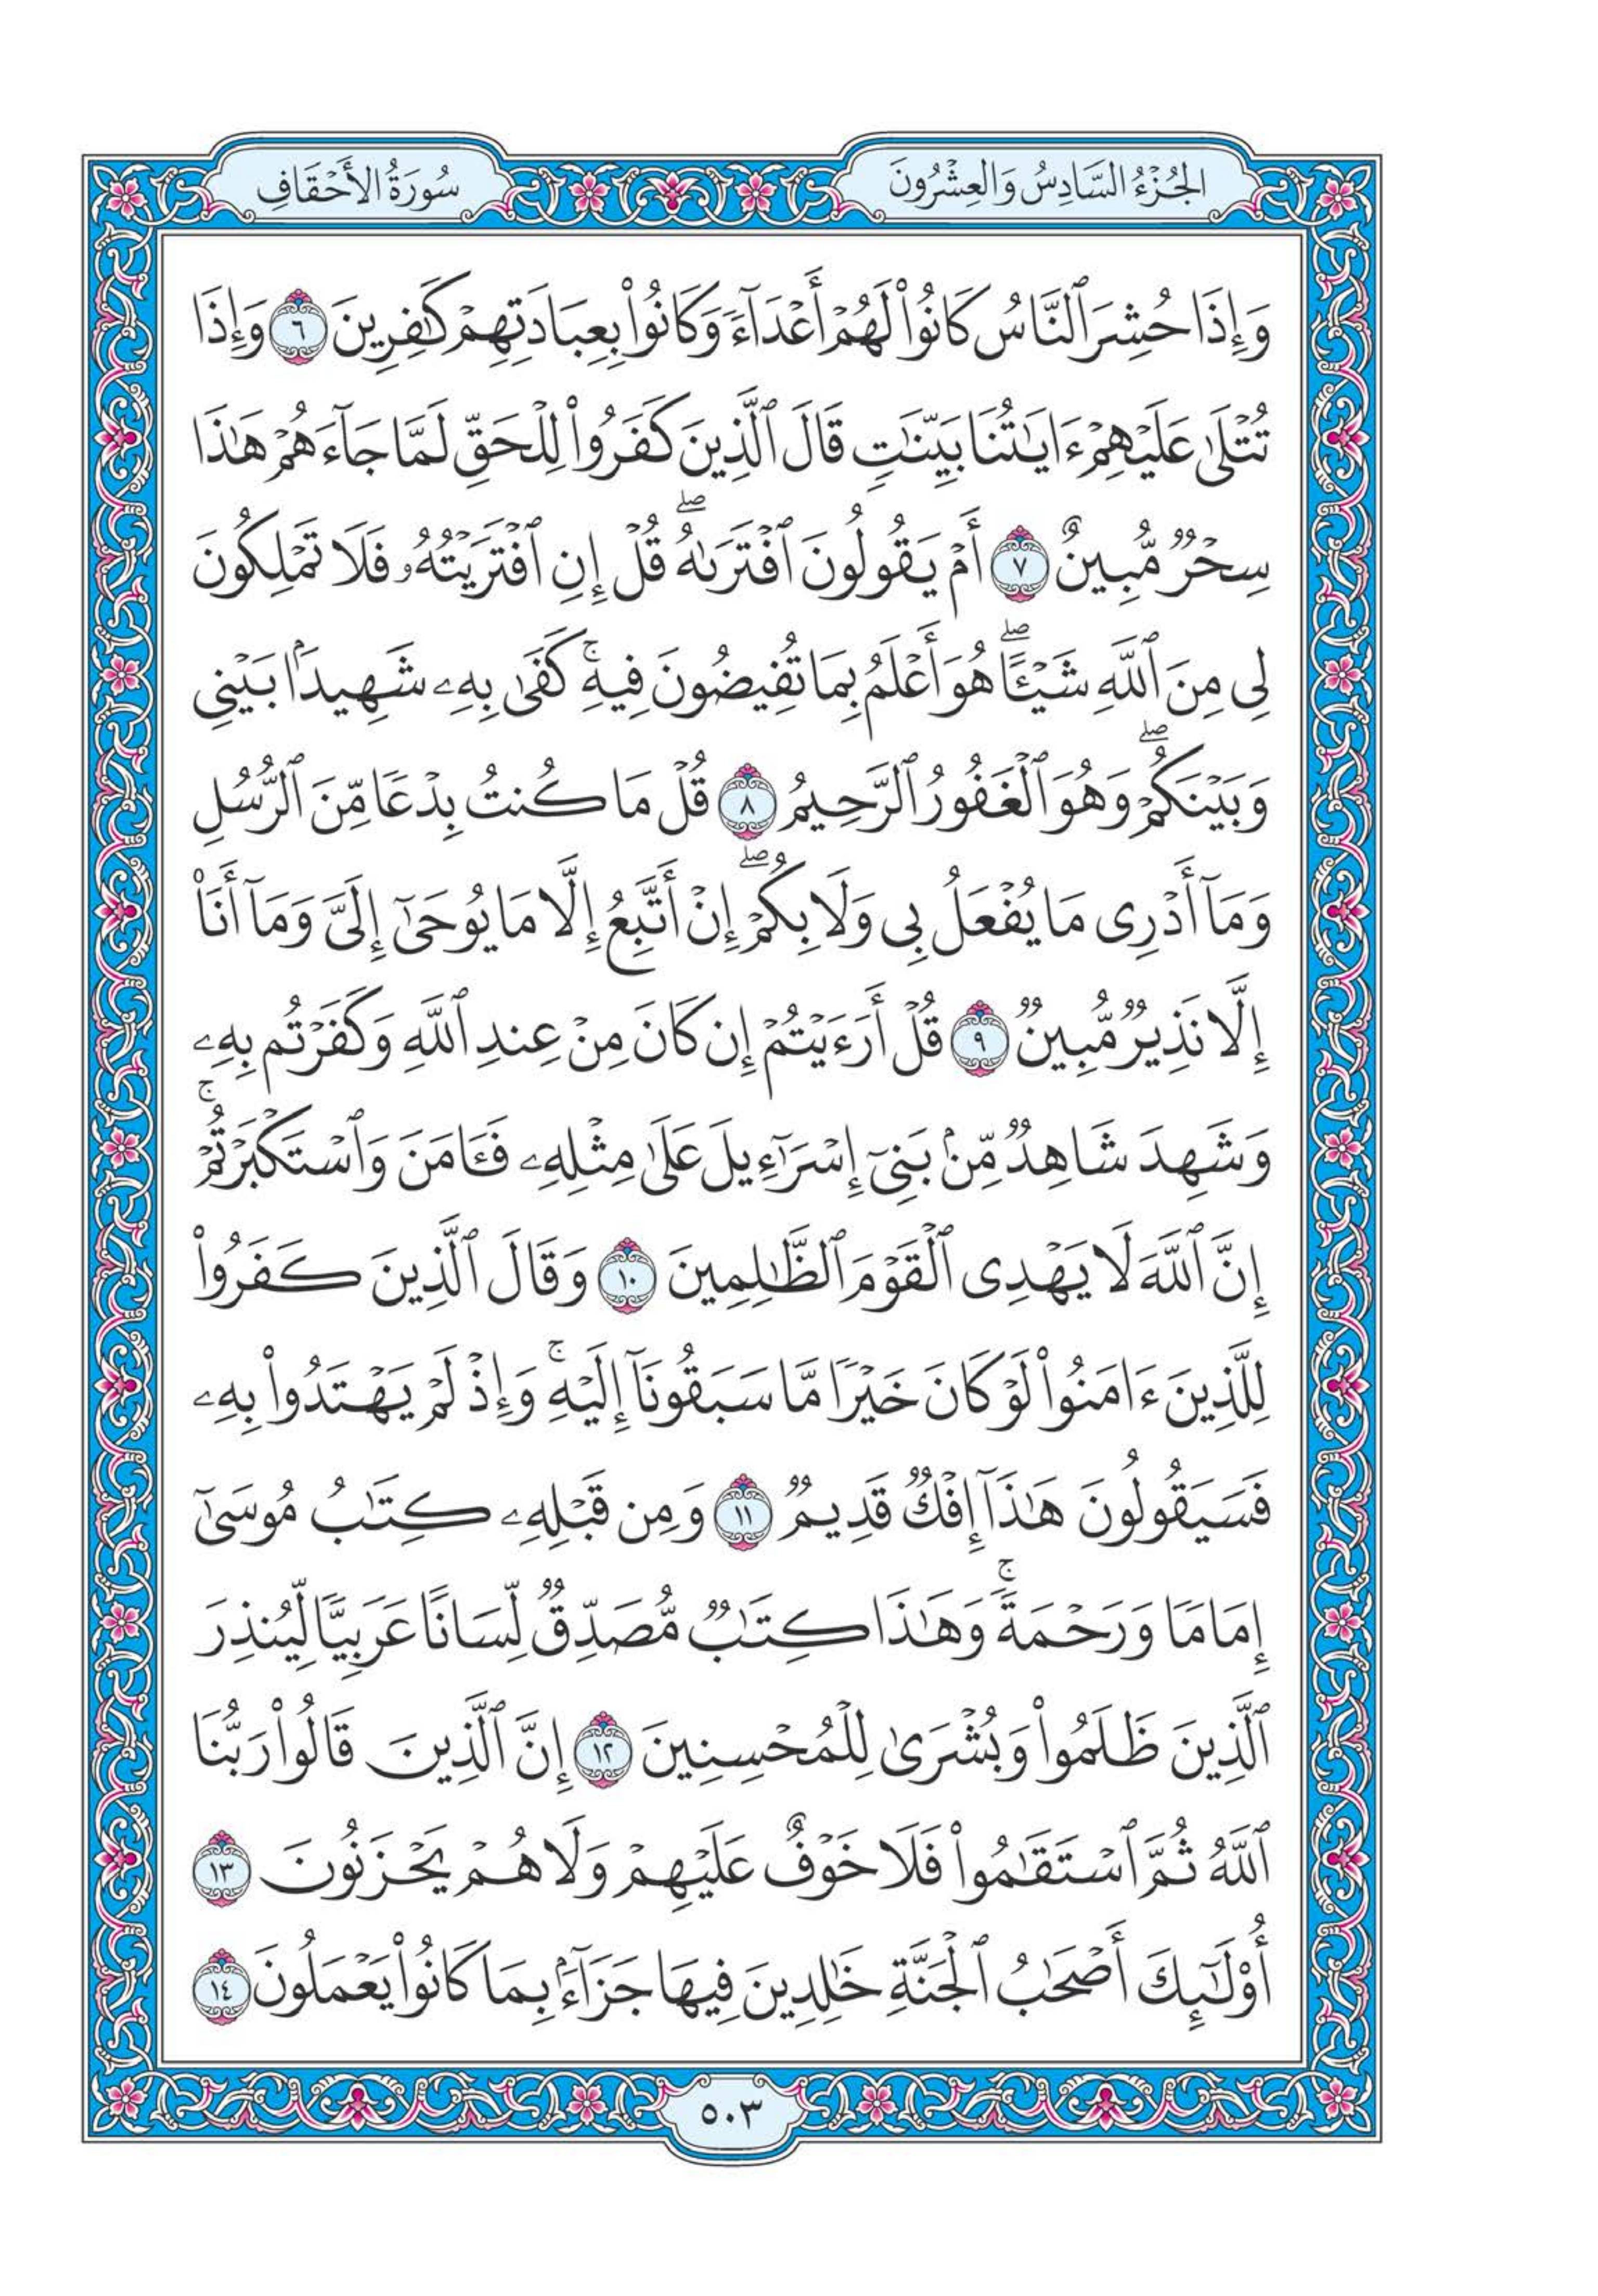 الجُزْءُ السَّادِسُ وَالعِشْرُونَ
سُورَةُ الأَحْقَافِ
وَإِذَا حُشِرَ ٱلنَّاسُ كَانُوا۟ لَهُمْ أَعْدَآءً وَكَانُوا۟ بِعِبَادَتِهِمْ كَـٰفِرِينَ ٦ وَإِذَا
تُتْلَىٰ عَلَيْهِمْ ءَايَـٰتُنَا بَيِّنَـٰتٍ قَالَ ٱلَّذِينَ كَفَرُوا۟ لِلْحَقِّ لَمَّا جَآءَهُمْ هَـٰذَا
سِحْرٌ مُّبِينٌ ٧ أَمْ يَقُولُونَ ٱفْتَرَىٰهُ ۖ قُلْ إِنِ ٱفْتَرَيْتُهُۥ فَلَا تَمْلِكُونَ
لِى مِنَ ٱللَّهِ شَيْـًٔا ۖ هُوَ أَعْلَمُ بِمَا تُفِيضُونَ فِيهِ ۚ كَفَىٰ بِهِۦ شَهِيدًۢا بَيْنِى
وَبَيْنَكُمْ ۖ وَهُوَ ٱلْغَفُورُ ٱلرَّحِيمُ ٨ قُلْ مَا كُنتُ بِدْعًا مِّنَ ٱلرُّسُلِ
وَمَآ أَدْرِى مَا يُفْعَلُ بِى وَلَا بِكُمْ ۖ إِنْ أَتَّبِعُ إِلَّا مَا يُوحَىٰٓ إِلَىَّ وَمَآ أَنَا۠
إِلَّا نَذِيرٌ مُّبِينٌ ٩ قُلْ أَرَءَيْتُمْ إِن كَانَ مِنْ عِندِ ٱللَّهِ وَكَفَرْتُم بِهِۦ
وَشَهِدَ شَاهِدٌ مِّنۢ بَنِىٓ إِسْرَٰٓءِيلَ عَلَىٰ مِثْلِهِۦ فَـَٔامَنَ وَٱسْتَكْبَرْتُمْ ۚ
إِنَّ ٱللَّهَ لَا يَهْدِى ٱلْقَوْمَ ٱلظَّـٰلِمِينَ ١٠ وَقَالَ ٱلَّذِينَ كَفَرُوا۟
لِلَّذِينَ ءَامَنُوا۟ لَوْ كَانَ خَيْرًا مَّا سَبَقُونَآ إِلَيْهِ ۚ وَإِذْ لَمْ يَهْتَدُوا۟ بِهِۦ
فَسَيَقُولُونَ هَـٰذَآ إِفْكٌ قَدِيمٌ ١١ وَمِن قَبْلِهِۦ كِتَـٰبُ مُوسَىٰٓ
إِمَامًا وَرَحْمَةً ۚ وَهَـٰذَا كِتَـٰبٌ مُّصَدِّقٌ لِّسَانًا عَرَبِيًّا لِّيُنذِرَ
ٱلَّذِينَ ظَلَمُوا۟ وَبُشْرَىٰ لِلْمُحْسِنِينَ ١٢ إِنَّ ٱلَّذِينَ قَالُوا۟ رَبُّنَا
ٱللَّهُ ثُمَّ ٱسْتَقَـٰمُوا۟ فَلَا خَوْفٌ عَلَيْهِمْ وَلَا هُمْ يَحْزَنُونَ ١٣
أُو۟لَـٰٓئِكَ أَصْحَـٰبُ ٱلْجَنَّةِ خَـٰلِدِينَ فِيهَا جَزَآءًۢ بِمَا كَانُوا۟ يَعْمَلُونَ ١٤
٥٠٣